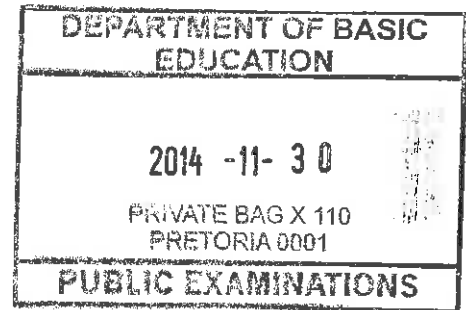 DEPARTMENT OF BASIC
EDUCATION
2014 -11- 30
PRIVATE BAG X 110
PRETORIA 0001
PUBLIC EXAMINATIONS